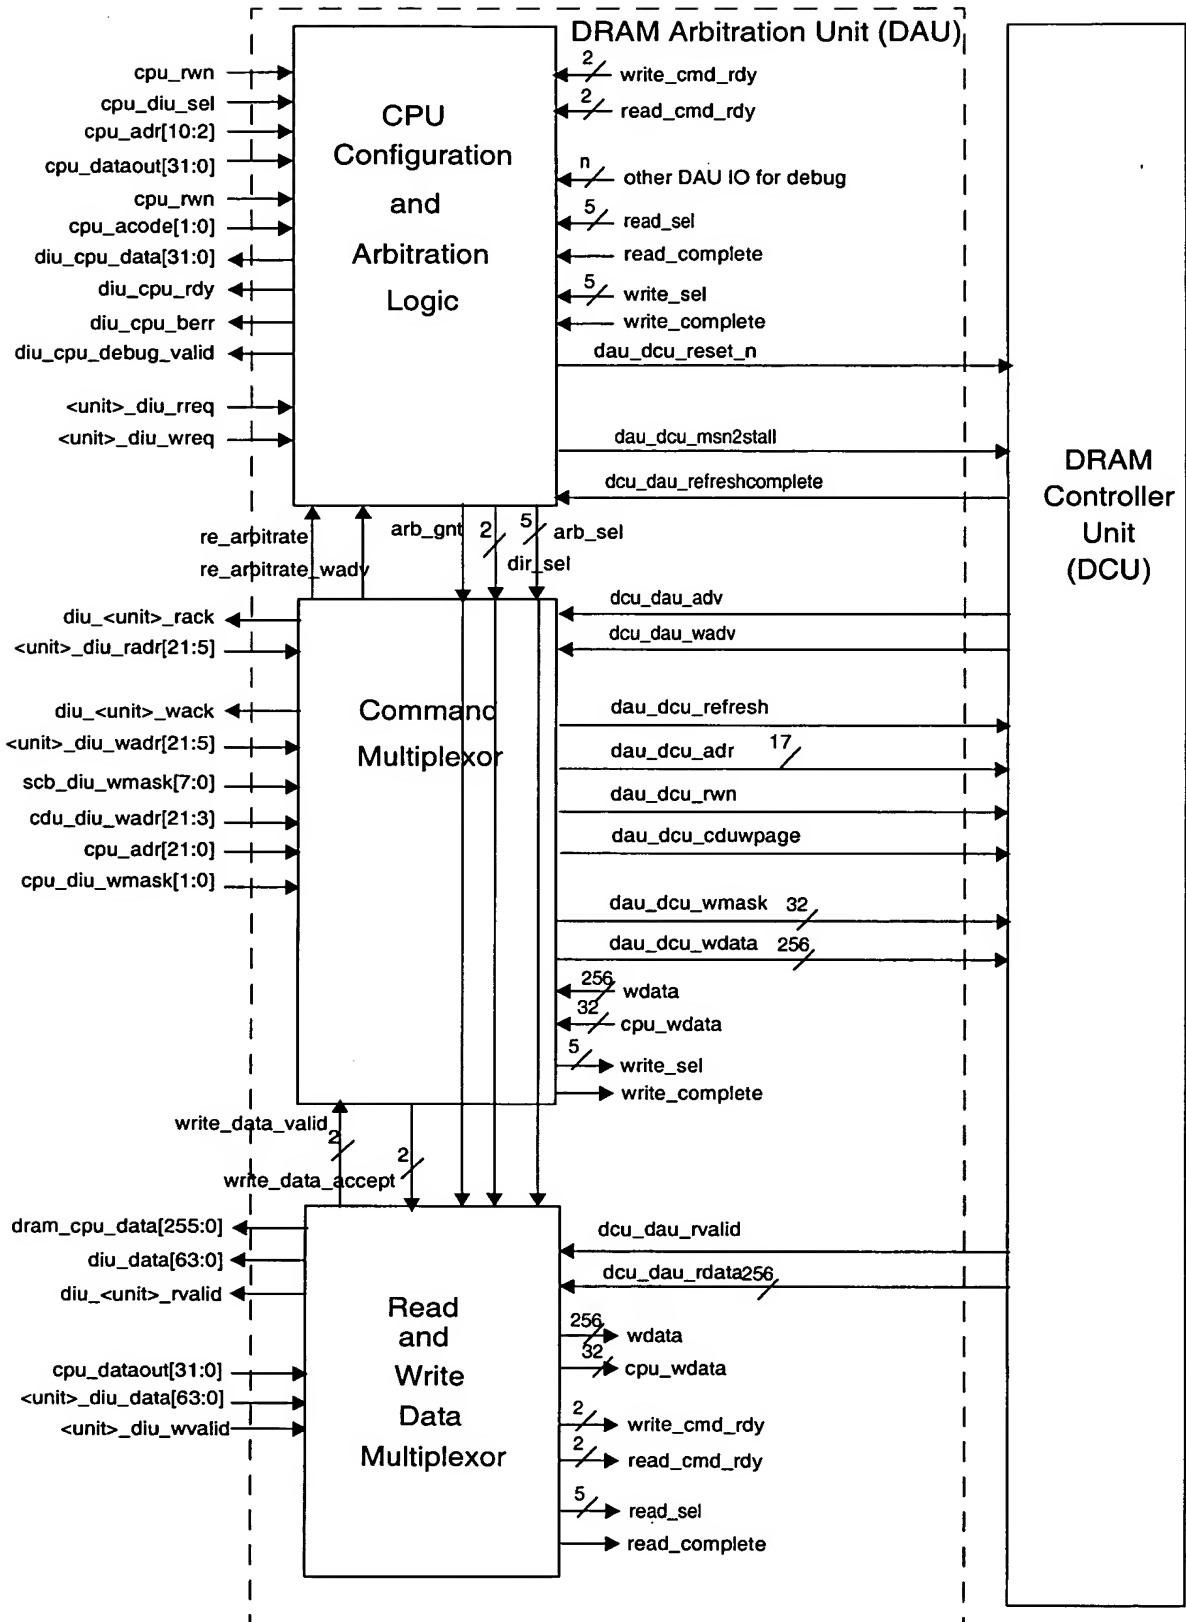 DRAM Arbitration Unit (DAU)
cpu_rwn
cpu_diu_sel
cpu_adr[10:2]
cpu_dataout[31:0]
cpu_rwn
cpu_acode[1:0]
diu_cpu_data[31:0]
diu_cpu_rdy
diu_cpu_berr
diu_cpu_debug_valid
<unit>_diu_rreq
<unit>_diu_wreq
CPU
Configuration
and
Arbitration
Logic
2
write_cmd_rdy
2
read_cmd_rdy
n
other DAU IO for debug
5
read_sel
read_complete
5
write_sel
write_complete
dau_dcu_reset_n
dau_dcu_msn2stall
dcu_dau_refreshcomplete
DRAM
Controller
Unit
(DCU)
re_arbitrate
re_arbitrate_wadv
arb_gnt
2
dir_sel
5
arb_sel
diu_<unit>_rack
<unit>_diu_radr[21:5]
diu_<unit>_wack
<unit>_diu_wadr[21:5]
scb_diu_wmask[7:0]
cdu_diu_wadr[21:3]
cpu_adr[21:0]
cpu_diu_wmask[1:0]
Command
Multiplexor
dcu_dau_adv
dcu_dau_wadv
dau_dcu_refresh
dau_dcu_adr 17
dau_dcu_rwn
dau_dcu_cduwpage
dau_dcu_wmask 32
dau_dcu_wdata 256
256
wdata
32
cpu_wdata
5
write_sel
write_complete
write_data_valid
2
write_data_accept
2
dram_cpu_data[255:0]
diu_data[63:0]
diu_<unit>_rvalid
cpu_dataout[31:0]
<unit>_diu_data[63:0]
<unit>_diu_wvalid
Read
and
Write
Data
Multiplexor
dcu_dau_rvalid
dcu_dau_rdata 256
256
wdata
32
cpu_wdata
2
write_cmd_rdy
2
read_cmd_rdy
5
read_sel
read_complete